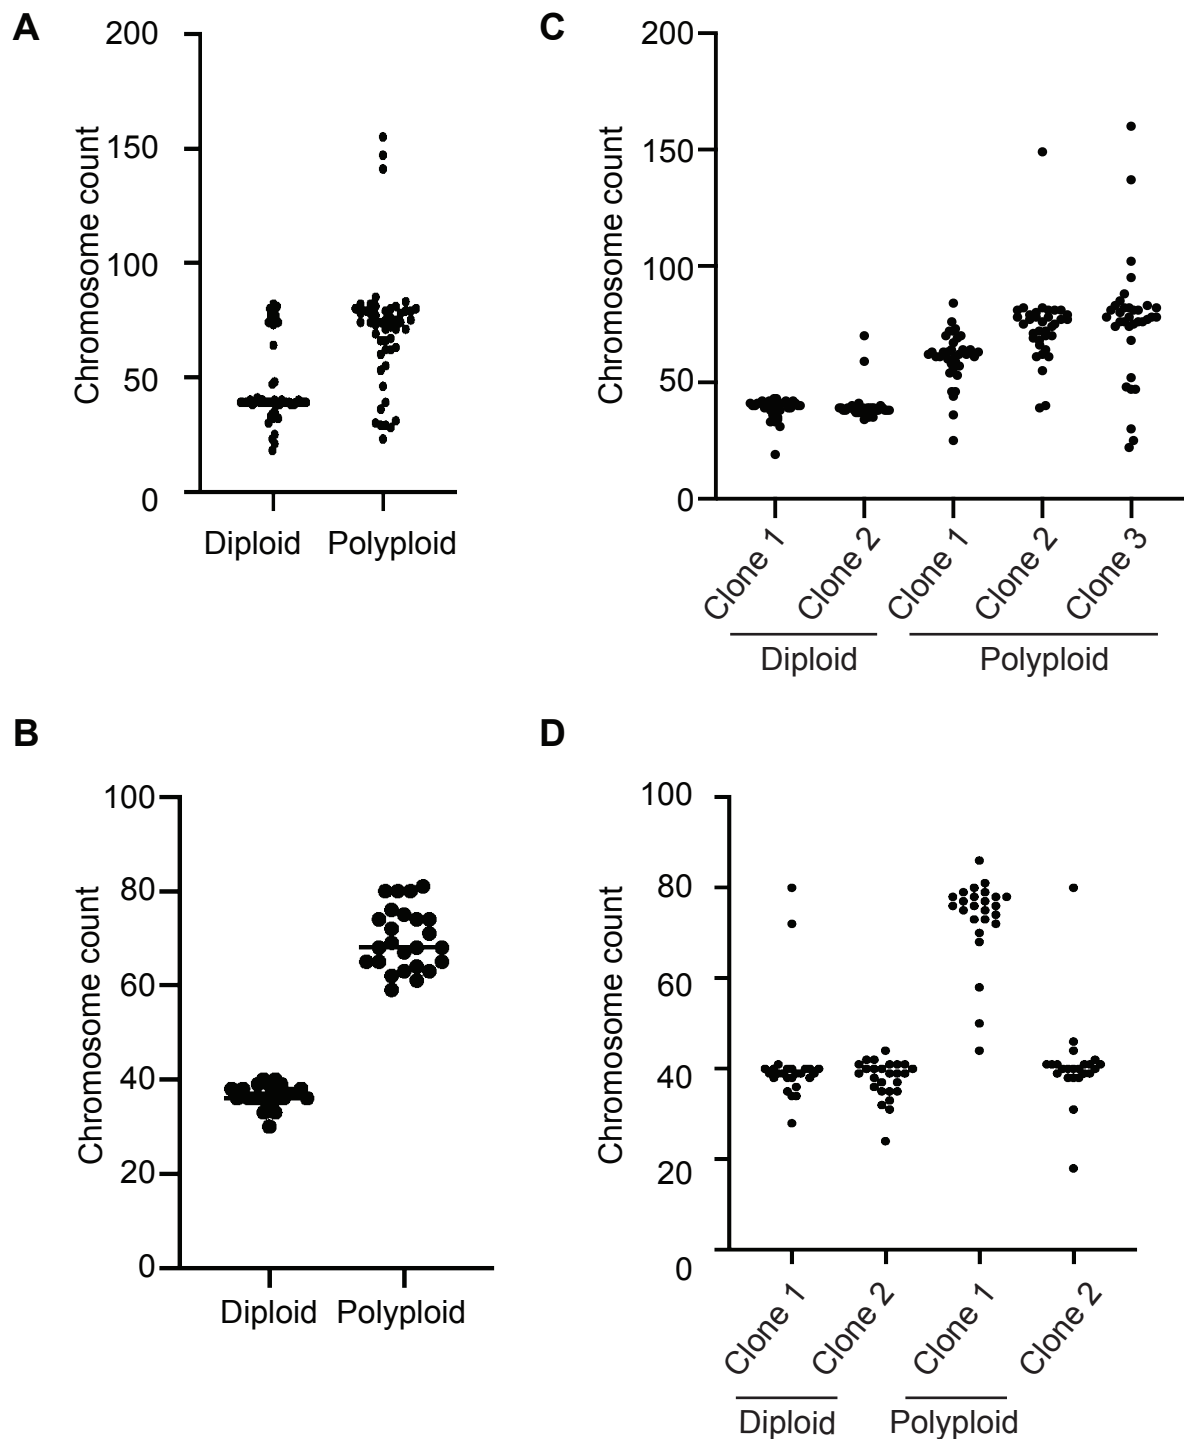 A
200
150
100
50
0
Chromosome count
Diploid Polyploid
C
200
150
100
50
0
Chromosome count
Clone 1 Clone 2 Clone 1 Clone 2 Clone 3
Diploid Polyploid
B
100
80
60
40
20
0
Chromosome count
Diploid Polyploid
D
100
80
60
40
20
0
Chromosome count
Clone 1 Clone 2 Clone 1 Clone 2
Diploid Polyploid